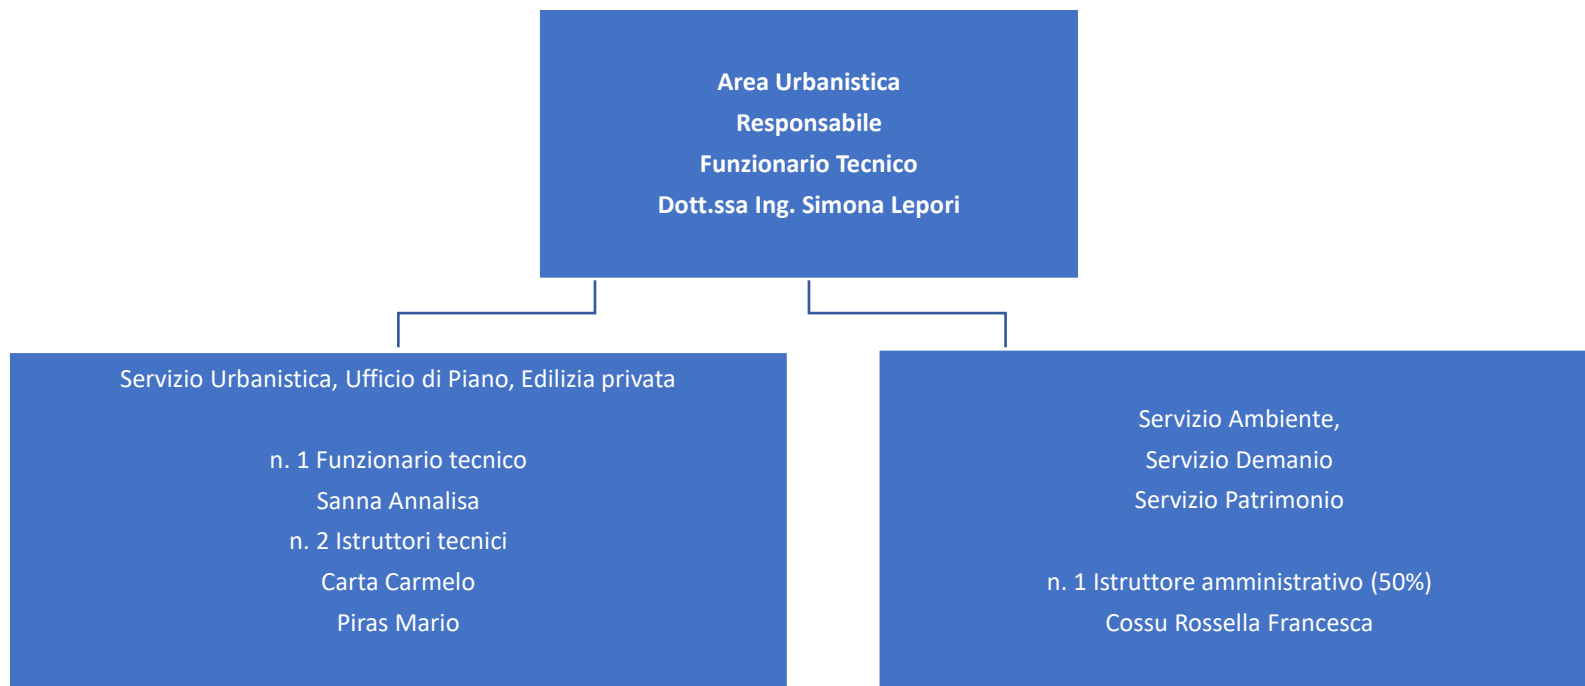 Area Urbanistica
Responsabile
Funzionario Tecnico
Dott.ssa Ing. Simona Lepori
Servizio Urbanistica, Ufficio di Piano, Edilizia privata
n. 1 Funzionario tecnico
Sanna Annalisa
n. 2 Istruttori tecnici
Carta Carmelo
Piras Mario
Servizio Ambiente,
Servizio Demanio
Servizio Patrimonio
n. 1 Istruttore amministrativo (50%)
Cossu Rossella Francesca